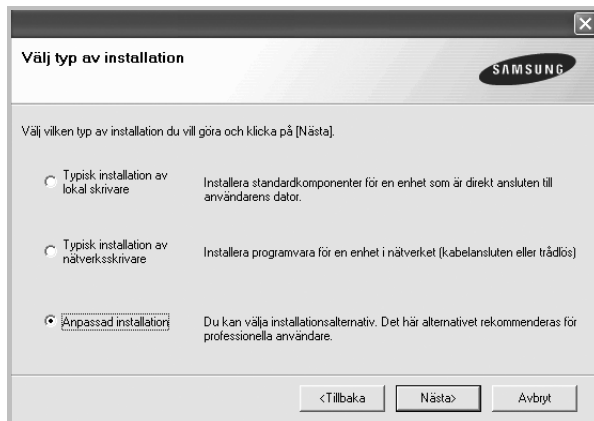 Välj typ av installation
SAMSUNG
Välj vilken typ av installation du vill göra och klicka på [Nästa].
Typisk installation av
lokal skrivare
Installera standardkomponenter för en enhet som är direkt ansluten till
användarens dator.
Typisk installation av
nätverksskrivare
Installera programvara för en enhet i nätverket (kabelansluten eller trådlös)
Anpassad installation
Du kan välja installationsalternativ. Det här alternativet rekommenderas för
professionella användare.
<Tillbaka
Nästa>
Avbryt